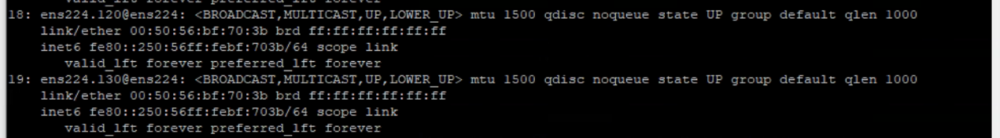 18: ens224.120@ens224: <BROADCAST,MULTICAST,UP,LOWER_UP> mtu 1500 qdisc noqueue state UP group default qlen 1000
link/ether 00:50:56:bf:70:3b brd ff:ff:ff:ff:ff:ff
inet6 fe80::250:56ff:febf:703b/64 scope link
valid_lft forever preferred_lft forever
19: ens224.130@ens224: <BROADCAST,MULTICAST,UP,LOWER_UP> mtu 1500 qdisc noqueue state UP group default qlen 1000
link/ether 00:50:56:bf:70:3b brd ff:ff:ff:ff:ff:ff
inet6 fe80::250:56ff:febf:703b/64 scope link
valid_lft forever preferred_lft forever